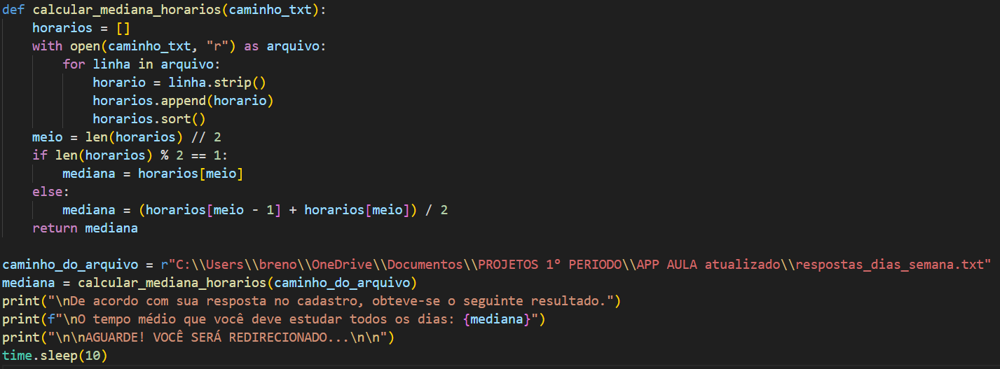 def calcular_mediana_horarios(caminho_txt):
    horarios = []
    with open(caminho_txt, "r") as arquivo:
        for linha in arquivo:
            horario = linha.strip()
            horarios.append(horario)
            horarios.sort()
    meio = len(horarios) // 2
    if len(horarios) % 2 == 1:
        mediana = horarios[meio]
    else:
        mediana = (horarios[meio - 1] + horarios[meio]) / 2
    return mediana

caminho_do_arquivo = r"C:\\Users\\breno\\OneDrive\\Documentos\\PROJETOS 1º PERIODO\\APP AULA atualizado\\respostas_dias_semana.txt"
mediana = calcular_mediana_horarios(caminho_do_arquivo)
print("\nDe acordo com sua resposta no cadastro, obteve-se o seguinte resultado.")
print(f"\nO tempo médio que você deve estudar todos os dias: {mediana}")
print("\n\nAGUARDE! VOCÊ SERÁ REDIRECIONADO...\n\n")
time.sleep(10)